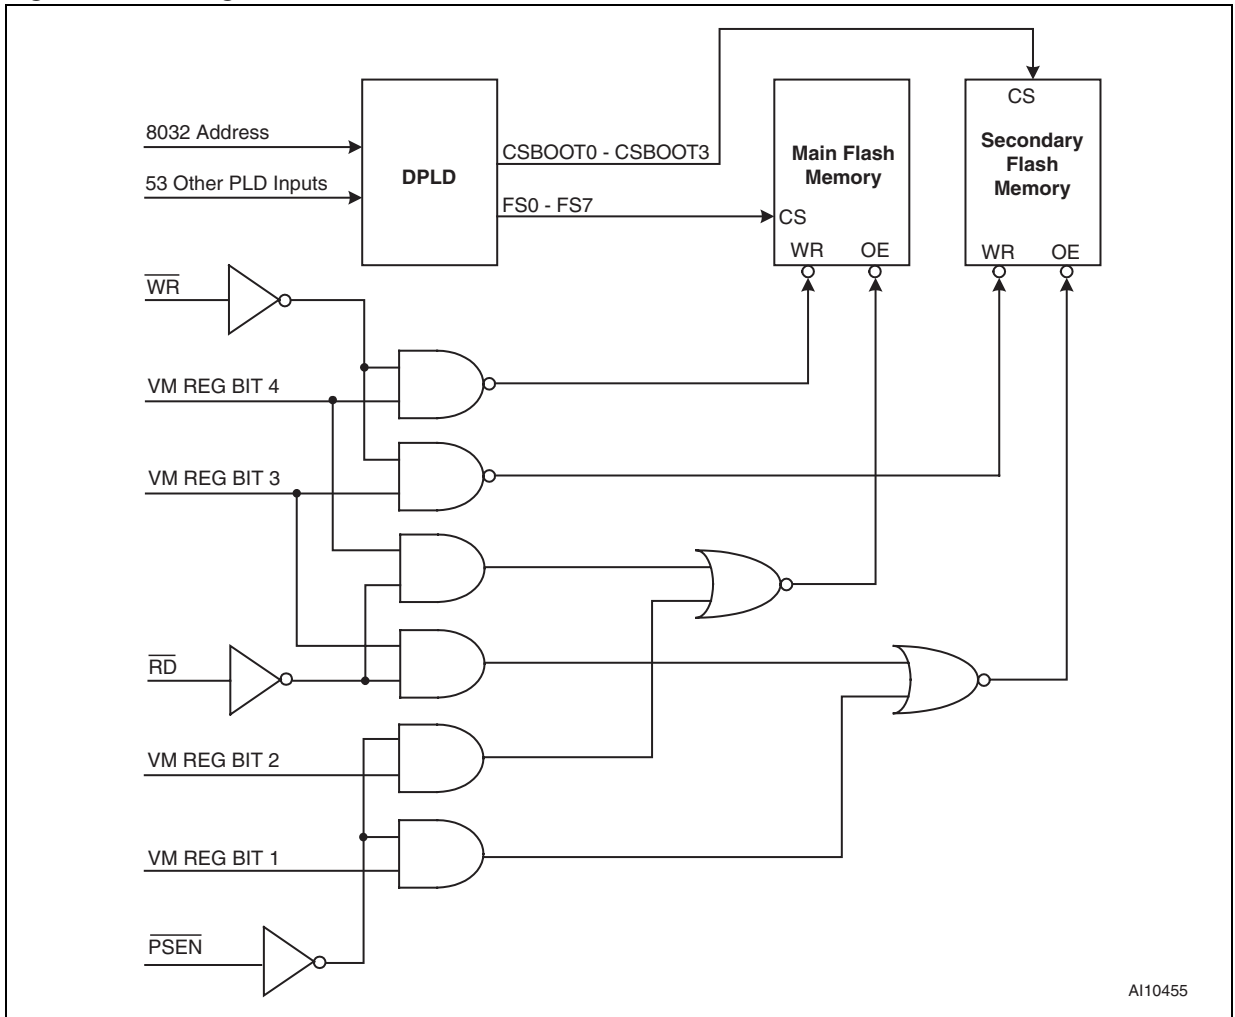 CS
8032 Address
53 Other PLD Inputs
DPLD
CSBOOT0 - CSBOOT3
FS0 - FS7
Main Flash
Memory
CS
WR OE
Secondary
Flash
Memory
WR OE
WR
VM REG BIT 4
VM REG BIT 3
RD
VM REG BIT 2
VM REG BIT 1
PSEN
AI10455